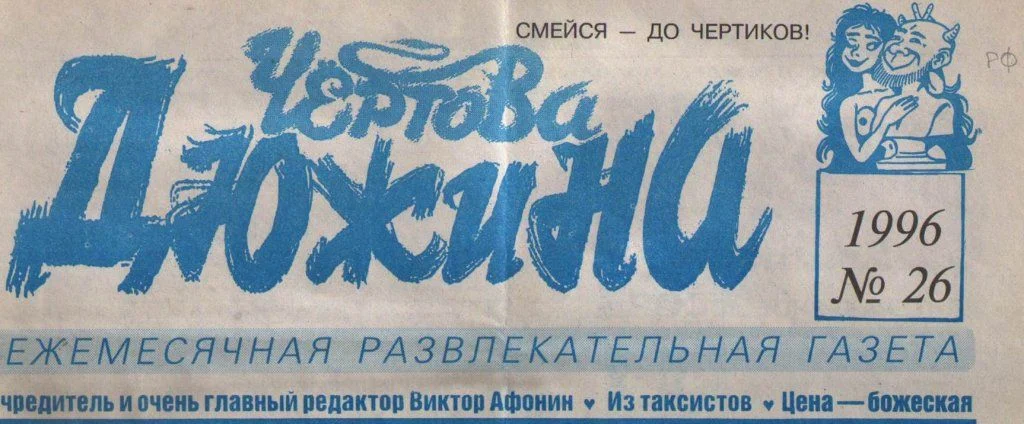 СМЕЙСЯ — ДО ЧЕРТИКОВ!
РФ
Чёртова
Дюжина
1996
№ 26
ЕЖЕМЕСЯЧНАЯ РАЗВЛЕКАТЕЛЬНАЯ ГАЗЕТА
чредитель и очень главный редактор Виктор Афонин ♥ Из таксистов ♥ Цена — божеская